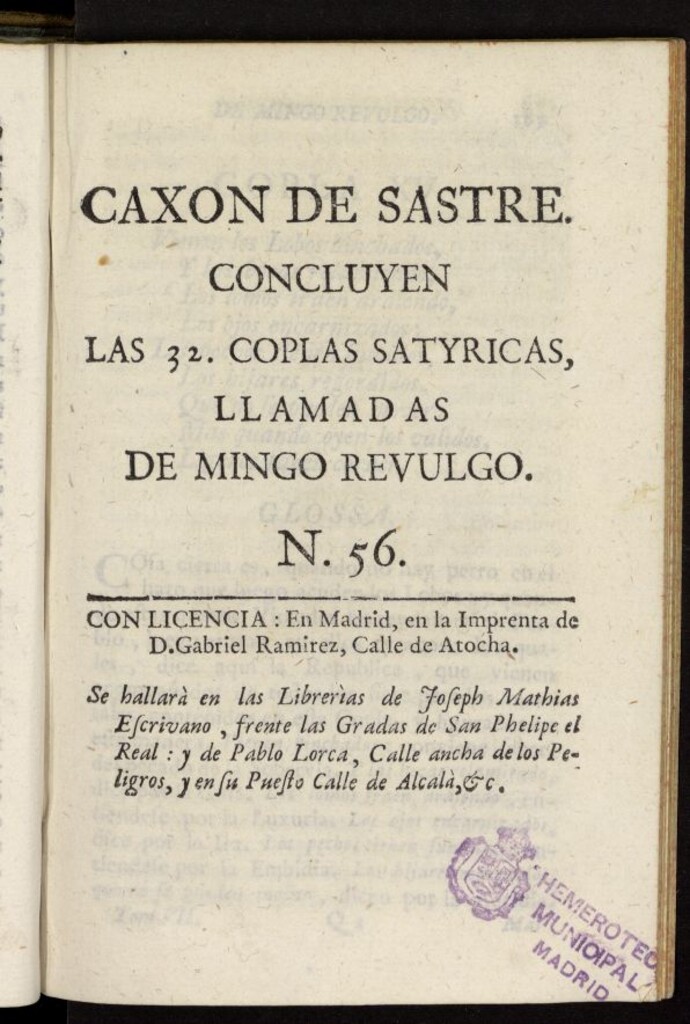 CAXON DE SASTRE.
CONCLUYEN
LAS 32. COPLAS SATYRICAS,
LLAMADAS
DE MINGO REVULGO.
N. 56.
CON LICENCIA : En Madrid, en la Imprenta de
D.Gabriel Ramirez, Calle de Atocha.
Se hallarà en las Librerìas de Joſeph Mathias
Eſcrivano , frente las Gradas de San Phelipe el
Real : y de Pablo Lorca, Calle ancha de los Pe-
ligros, y en ſu Pueſto Calle de Alcalà, &c.
HEMEROTEC
MUNICIPAL
MADRID